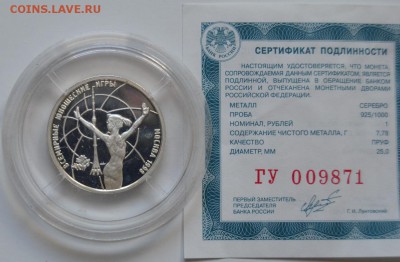 COINS.LAVE.RU
ВСЕМИРНЫЕ ЮНОШЕСКИЕ ИГРЫ
МОСКВА 1998
СЕРТИФИКАТ ПОДЛИННОСТИ
НАСТОЯЩИМ УДОСТОВЕРЯЕТСЯ, ЧТО МОНЕТА,
СОПРОВОЖДАЕМАЯ ДАННЫМ СЕРТИФИКАТОМ, ЯВЛЯЕТСЯ
ПОДЛИННОЙ, ВЫПУЩЕНА В ОБРАЩЕНИЕ БАНКОМ
РОССИИ И ОТЧЕКАНЕНА МОНЕТНЫМИ ДВОРАМИ
РОССИЙСКОЙ ФЕДЕРАЦИИ.
МЕТАЛЛ СЕРЕБРО
ПРОБА 925/1000
НОМИНАЛ, РУБЛЕЙ 1
СОДЕРЖАНИЕ ЧИСТОГО МЕТАЛЛА, Г 7,78
КАЧЕСТВО ПРУФ
ДИАМЕТР, ММ 25,0
ГУ 009871
ПЕРВЫЙ ЗАМЕСТИТЕЛЬ
ПРЕДСЕДАТЕЛЯ
БАНКА РОССИИ